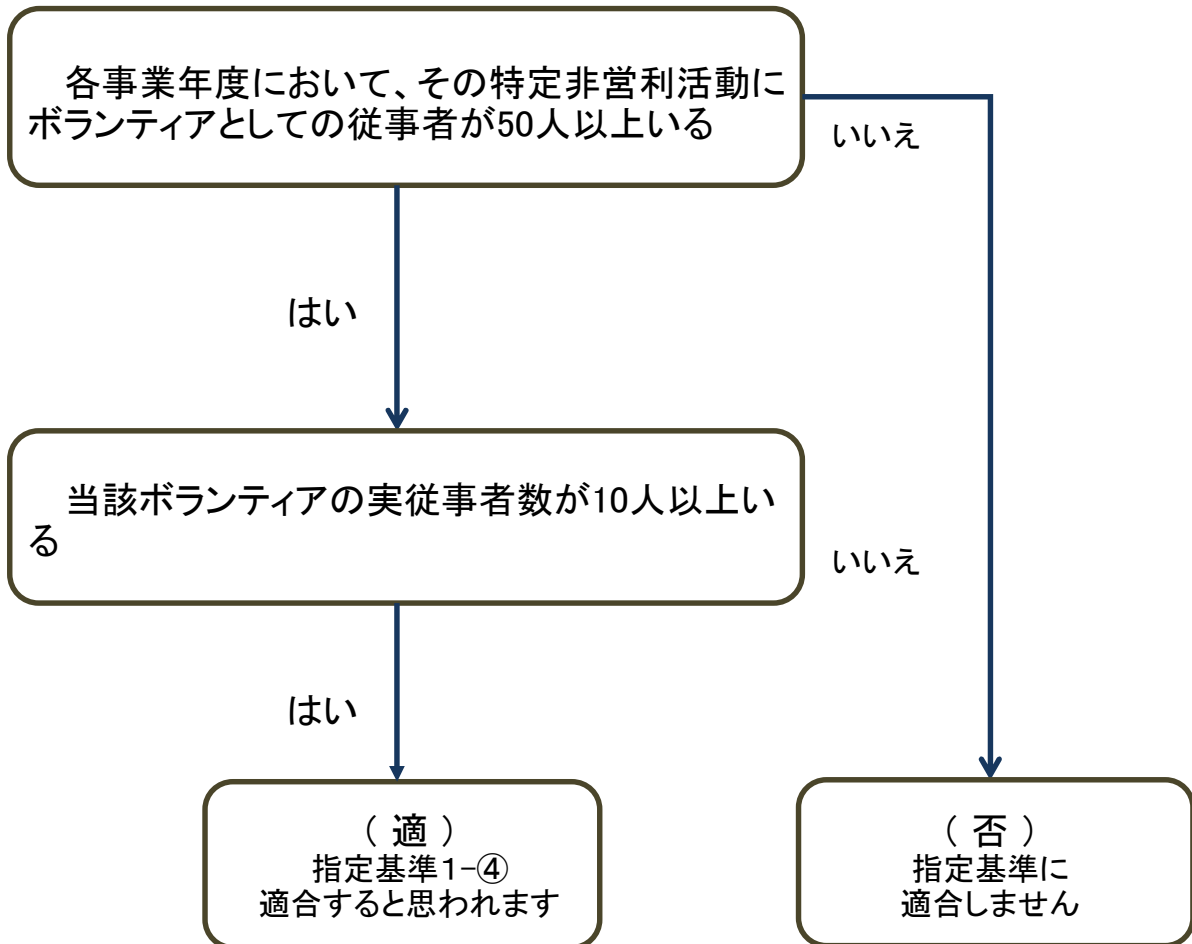 各事業年度において、その特定非営利活動に
ボランティアとしての従事者が50人以上いる
いいえ
はい
当該ボランティアの実従事者数が10人以上い
る
いいえ
はい
（ 適 ）
指定基準１-④
適合すると思われます
（ 否 ）
指定基準に
適合しません